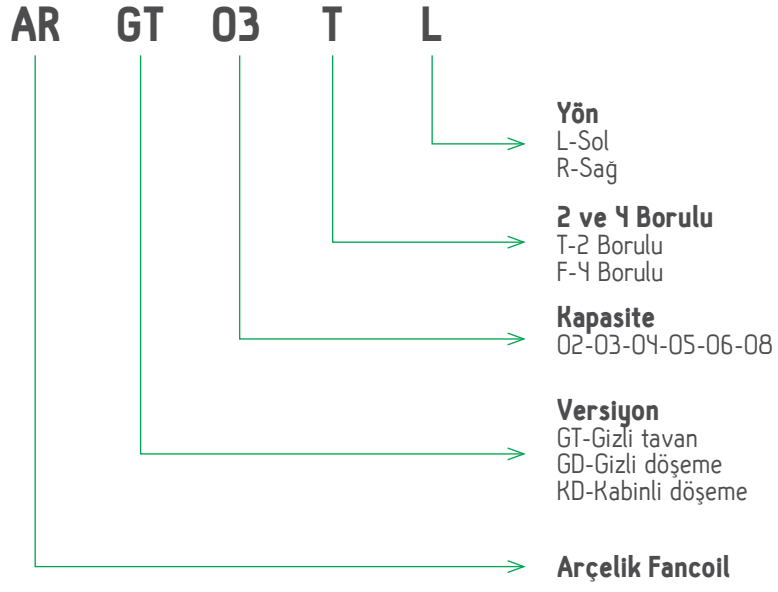 AR GT 03 T L
Yön
L-Sol
R-Sağ
2 ve 4 Borulu
T-2 Borulu
F-4 Borulu
Kapasite
02-03-04-05-06-08
Versiyon
GT-Gizli tavan
GD-Gizli döşeme
KD-Kabinli döşeme
Arçelik Fancoil